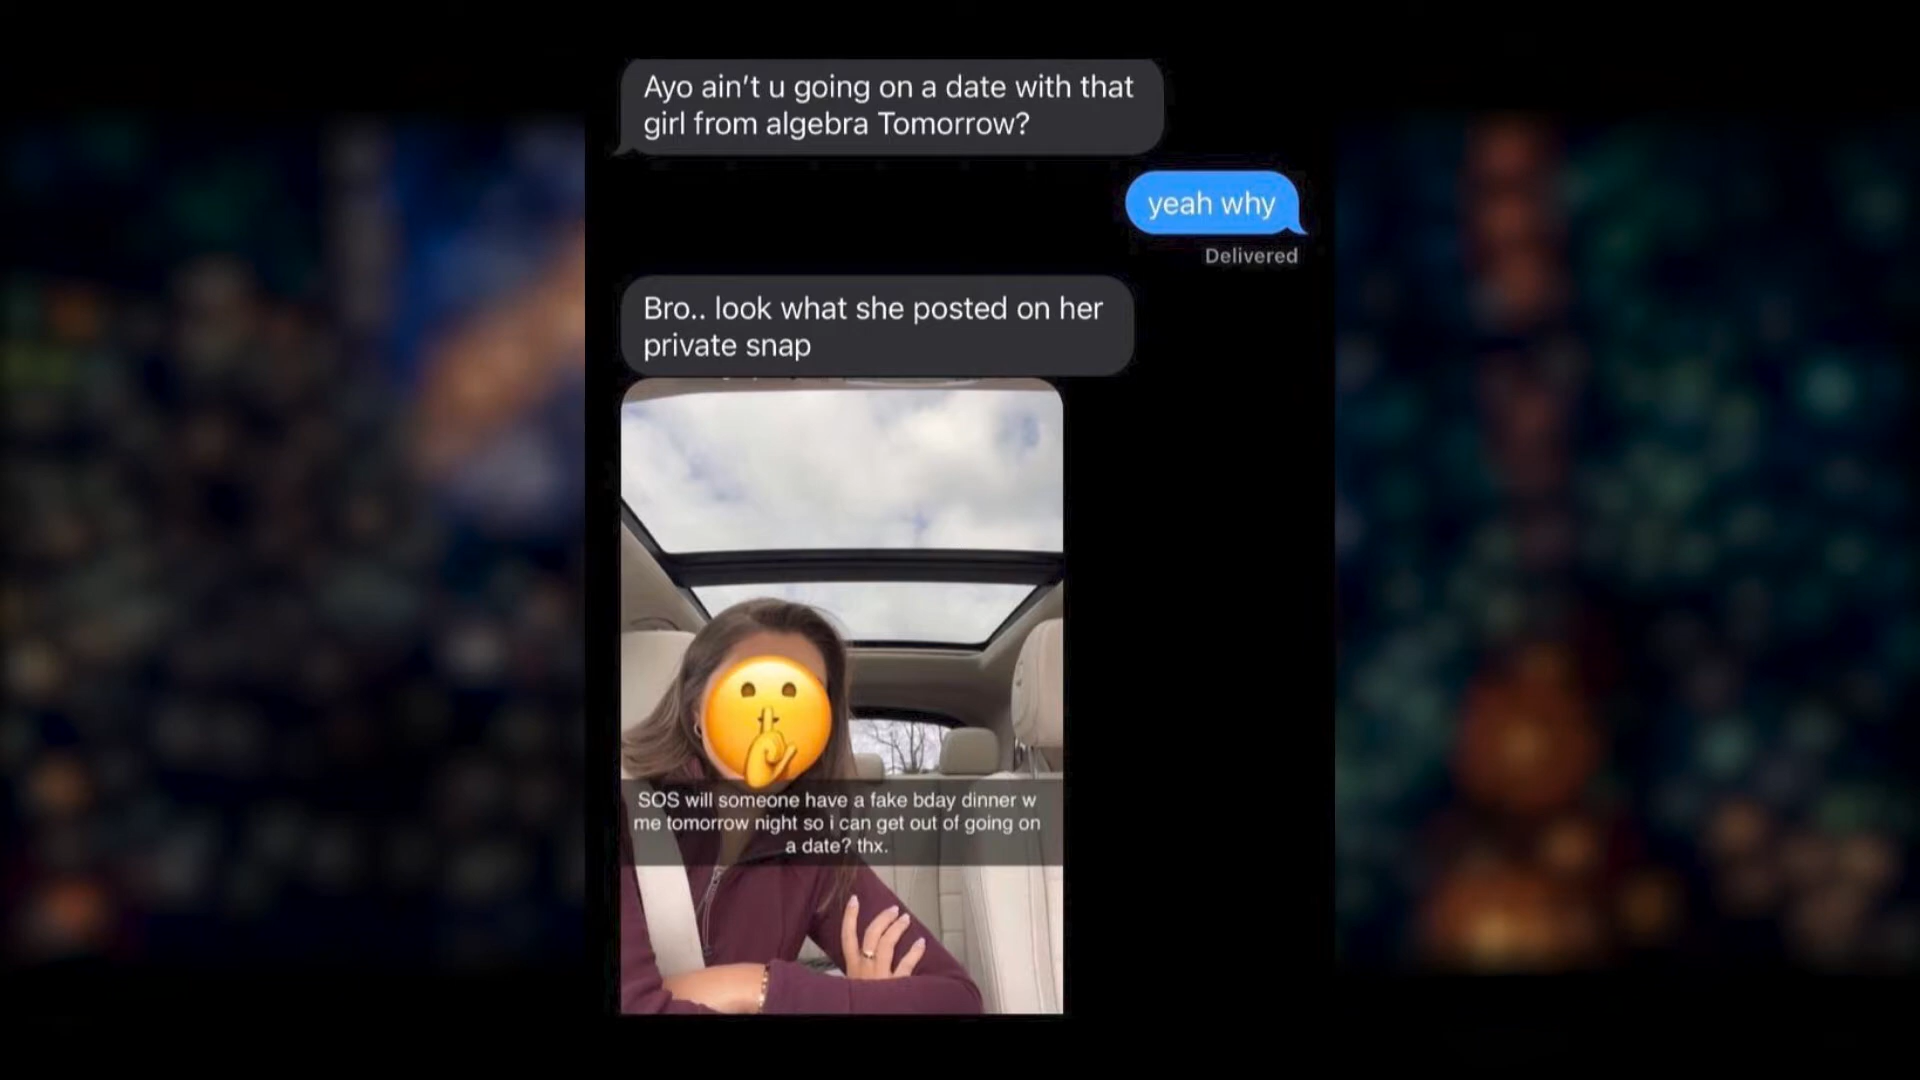 Ayo ain’t u going on a date with that
girl from algebra Tomorrow?
yeah why
Delivered
Bro.. look what she posted on her
private snap
SOS will someone have a fake bday dinner w
me tomorrow night so i can get out of going on
a date? thx.